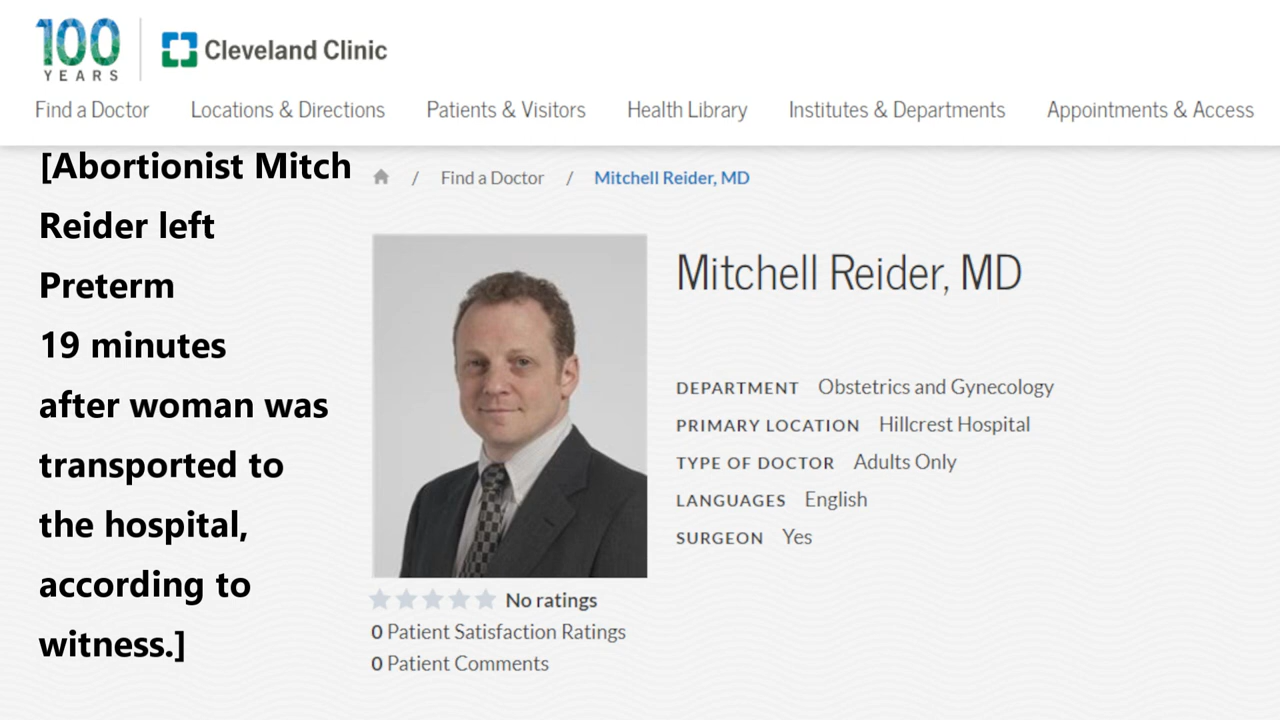 100
YEARS
Cleveland Clinic
Find a Doctor Locations & Directions Patients & Visitors Health Library Institutes & Departments Appointments & Access
[Abortionist Mitch
Reider left
Preterm
19 minutes
after woman was
transported to
the hospital,
according to
witness.]
/ Find a Doctor / Mitchell Reider, MD
Mitchell Reider, MD
DEPARTMENT Obstetrics and Gynecology
PRIMARY LOCATION Hillcrest Hospital
TYPE OF DOCTOR Adults Only
LANGUAGES English
SURGEON Yes
No ratings
0 Patient Satisfaction Ratings
0 Patient Comments